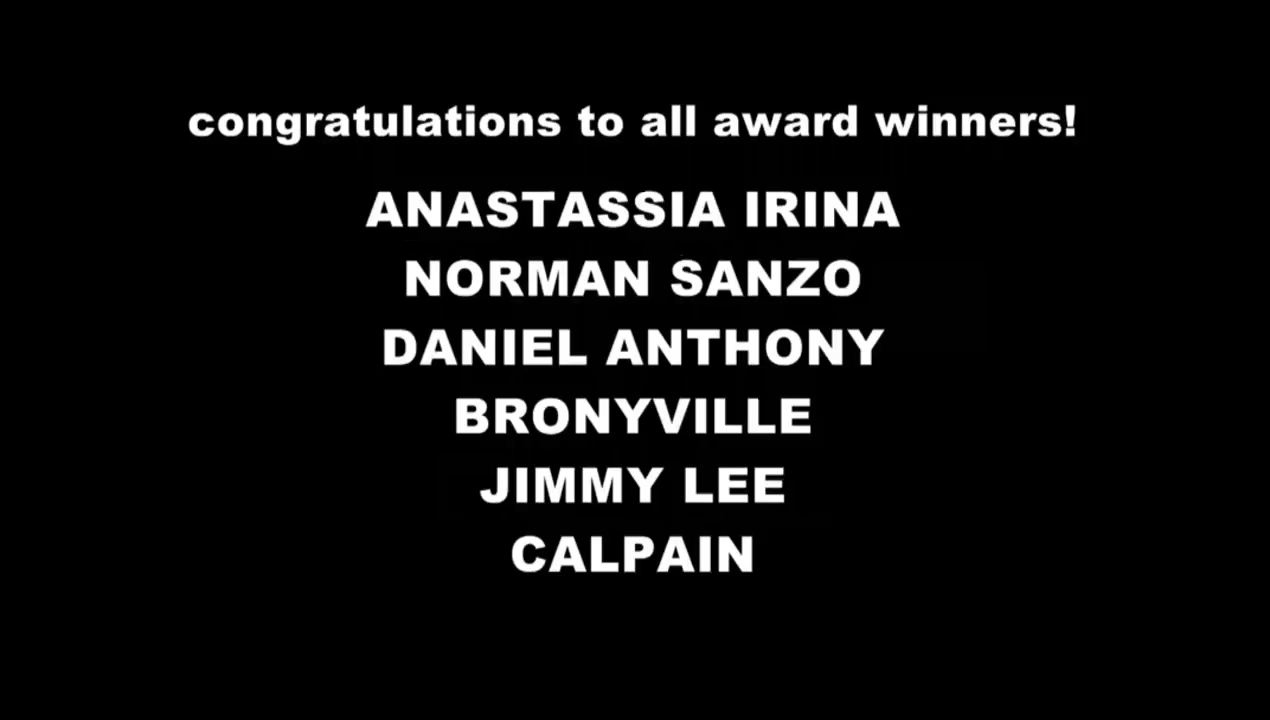 congratulations to all award winners!
ANASTASSIA IRINA
NORMAN SANZO
DANIEL ANTHONY
BRONYVILLE
JIMMY LEE
CALPAIN